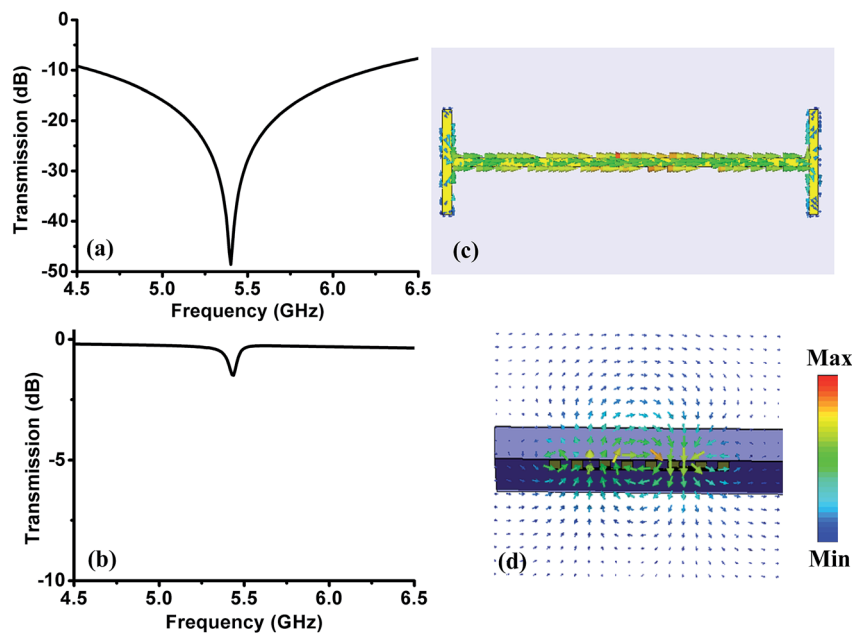 0
-10
-20
-30
-40
-50
Transmission (dB)
(a)
4.5 5.0 5.5 6.0 6.5
Frequency (GHz)
(c)
0
-5
-10
Transmission (dB)
(b)
4.5 5.0 5.5 6.0 6.5
Frequency (GHz)
(d)
Max
Min